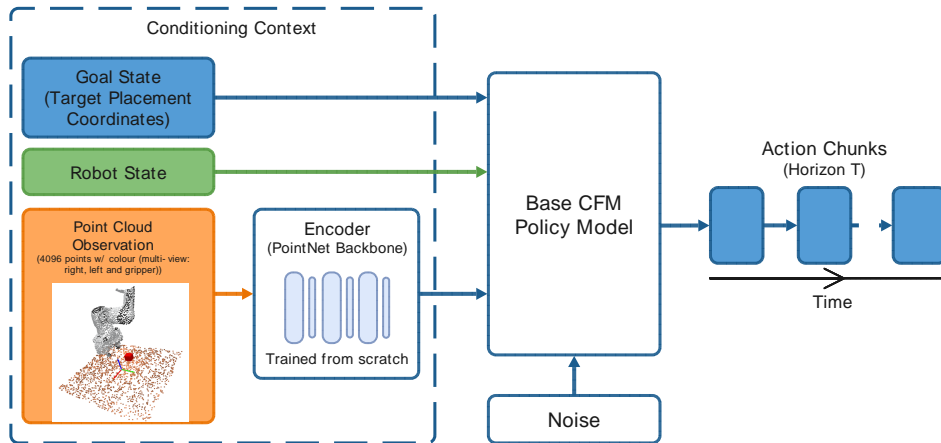 Conditioning Context
Goal State
(Target Placement
Coordinates)
Robot State
Point Cloud
Observation
(4096 points w/ colour (multi- view:
right, left and gripper))
Encoder
(PointNet Backbone)
Trained from scratch
Base CFM
Policy Model
Noise
Action Chunks
(Horizon T)
Time